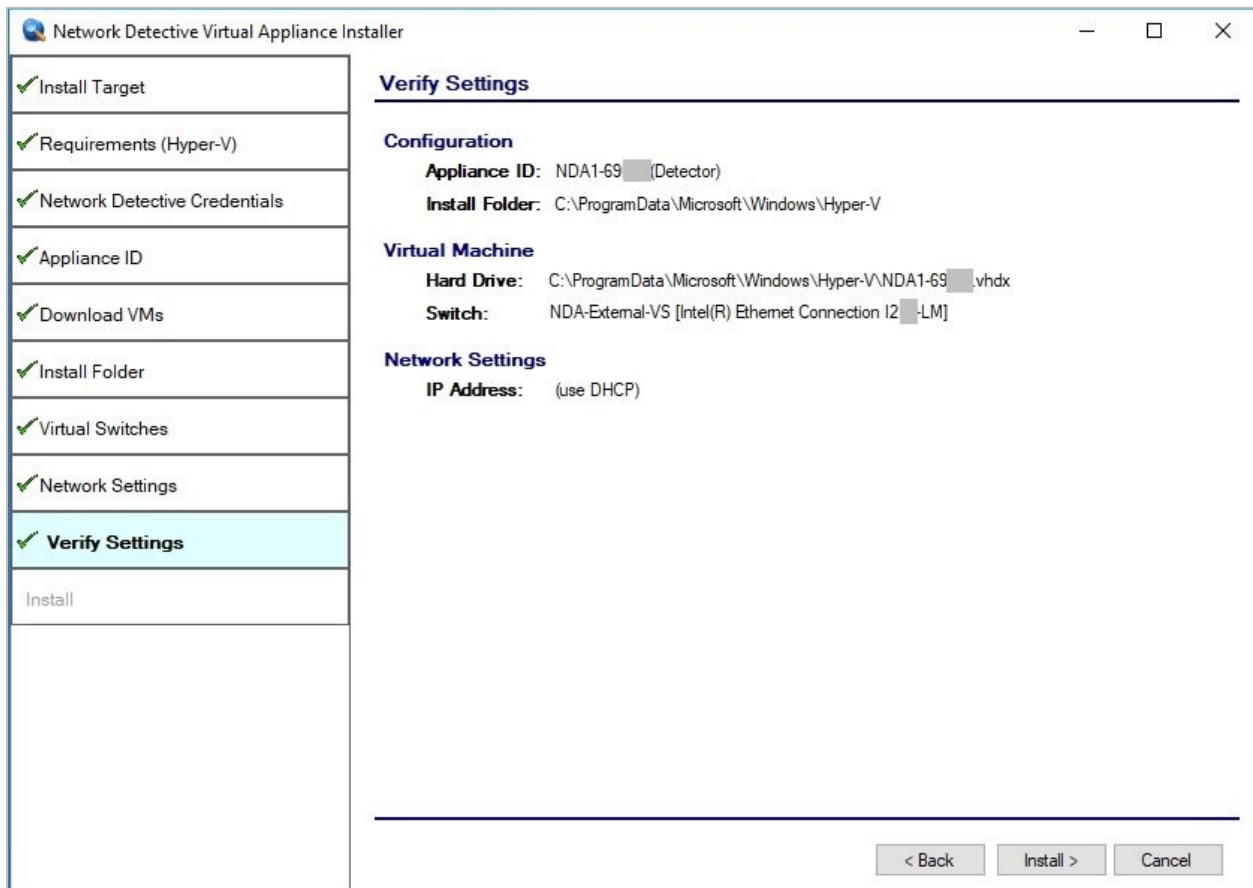 Network Detective Virtual Appliance Installer
Install Target
Requirements (Hyper-V)
Network Detective Credentials
Appliance ID
Download VMs
Install Folder
Virtual Switches
Network Settings
Verify Settings
Install
Verify Settings
Configuration
Appliance ID: NDA1-69 (Detector)
Install Folder: C:\ProgramData\Microsoft\Windows\Hyper-V
Virtual Machine
Hard Drive: C:\ProgramData\Microsoft\Windows\Hyper-V\NDA1-69 .vhdx
Switch: NDA-External-VS [Intel(R) Ethernet Connection I2 -LM]
Network Settings
IP Address: (use DHCP)
< Back Install > Cancel